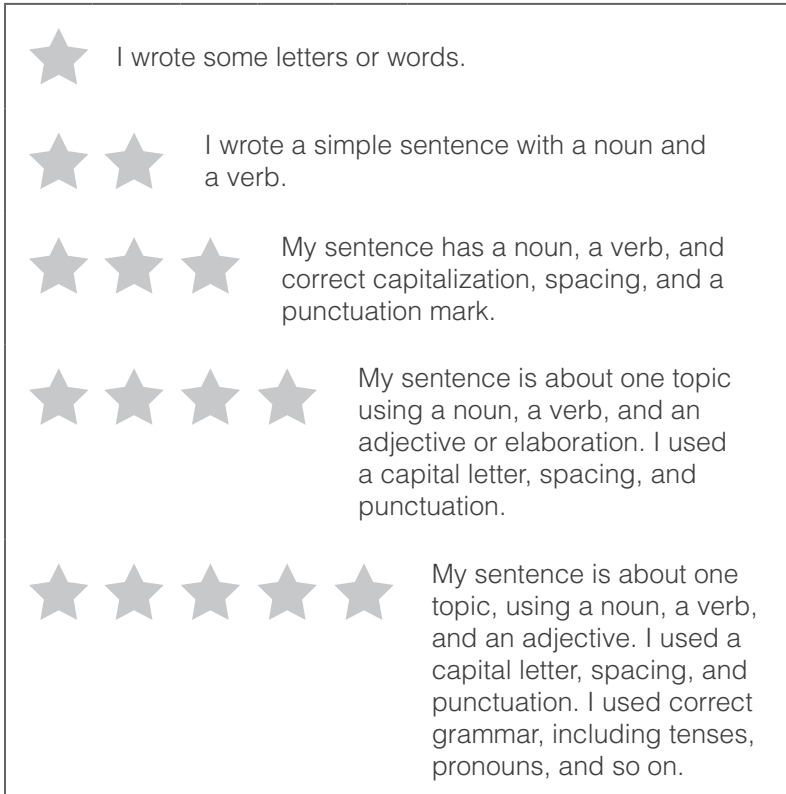 I wrote some letters or words.
I wrote a simple sentence with a noun and
a verb.
My sentence has a noun, a verb, and
correct capitalization, spacing, and a
punctuation mark.
My sentence is about one topic
using a noun, a verb, and an
adjective or elaboration. I used
a capital letter, spacing, and
punctuation.
My sentence is about one
topic, using a noun, a verb,
and an adjective. I used a
capital letter, spacing, and
punctuation. I used correct
grammar, including tenses,
pronouns, and so on.